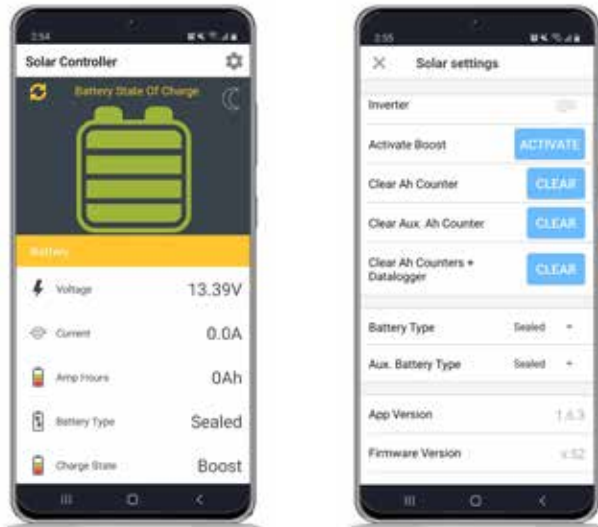 2:54
Solar Controller
Battery State Of Charge
Battery
Voltage 13.39V
Current 0.0A
Amp Hours 0Ah
Battery Type Sealed
Charge State Boost
2:55
Solar settings
Inverter
Activate Boost ACTIVATE
Clear Ah Counter CLEAR
Clear Aux. Ah Counter CLEAR
Clear Ah Counters +
Datalogger CLEAR
Battery Type Sealed
Aux. Battery Type Sealed
App Version 1.6.3
Firmware Version v.52